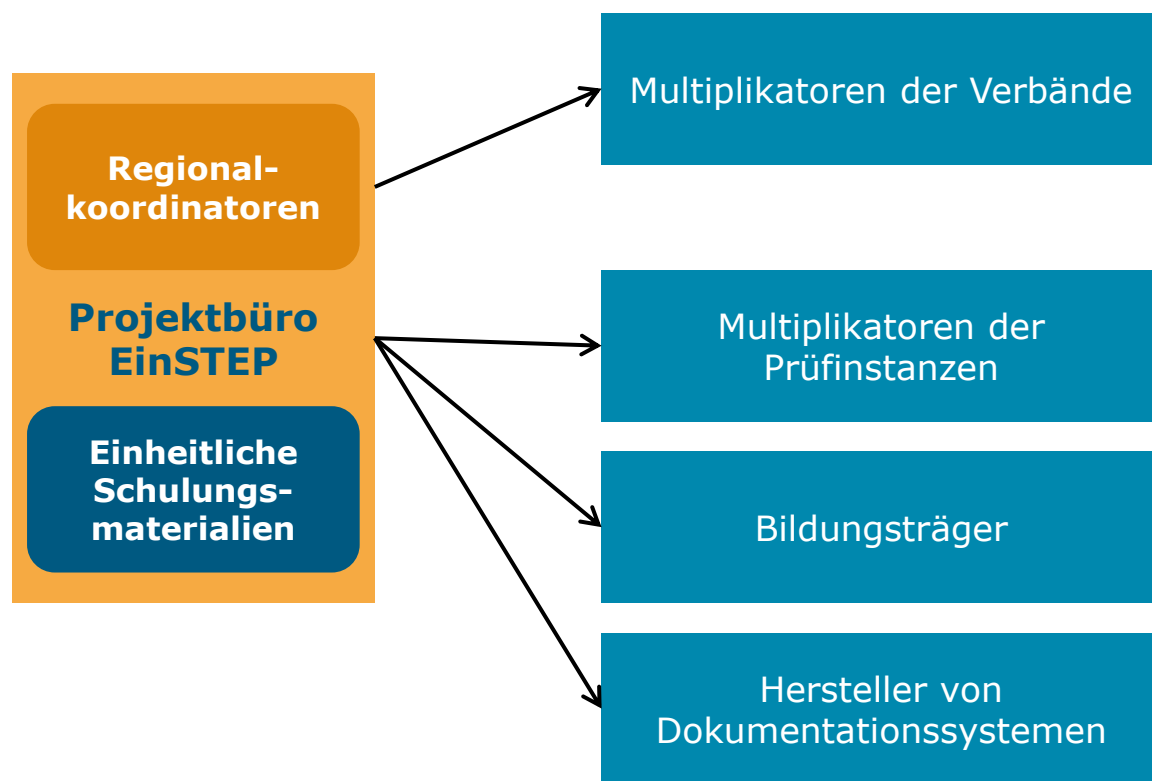 Regional-
koordinatoren
Projektbüro
EinSTEP
Einheitliche
Schulungs-
materialien
Multiplikatoren der Verbände
Multiplikatoren der
Prüfinstanzen
Bildungsträger
Hersteller von
Dokumentationssystemen